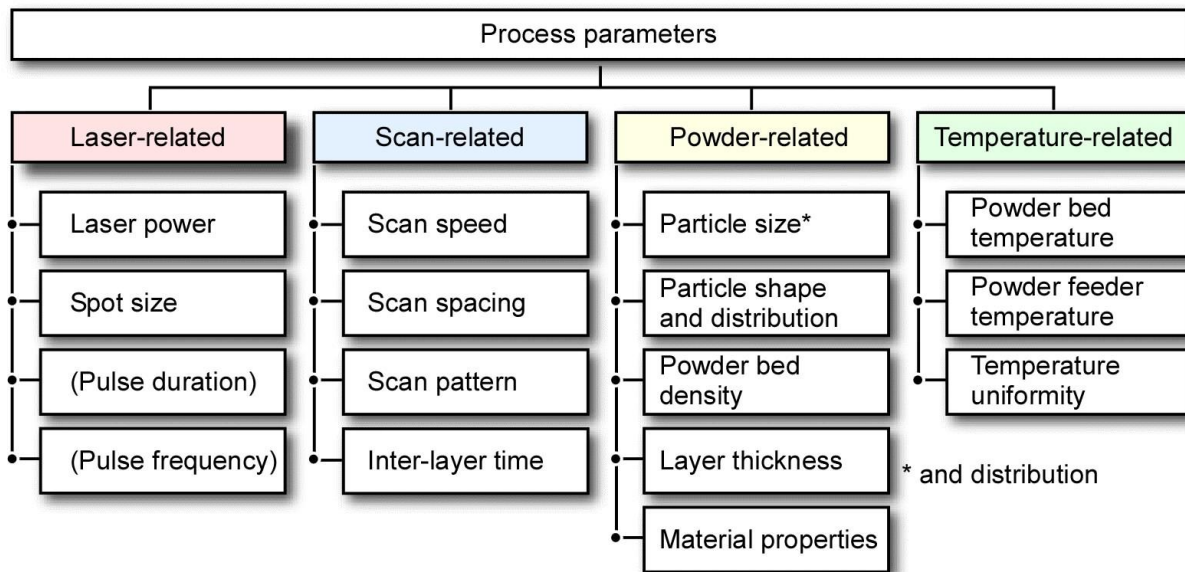 Process parameters
Laser-related
Laser power
Spot size
(Pulse duration)
(Pulse frequency)
Scan-related
Scan speed
Scan spacing
Scan pattern
Inter-layer time
Powder-related
Particle size*
Particle shape
and distribution
Powder bed
density
Layer thickness
Material properties
Temperature-related
Powder bed
temperature
Powder feeder
temperature
Temperature
uniformity
* and distribution